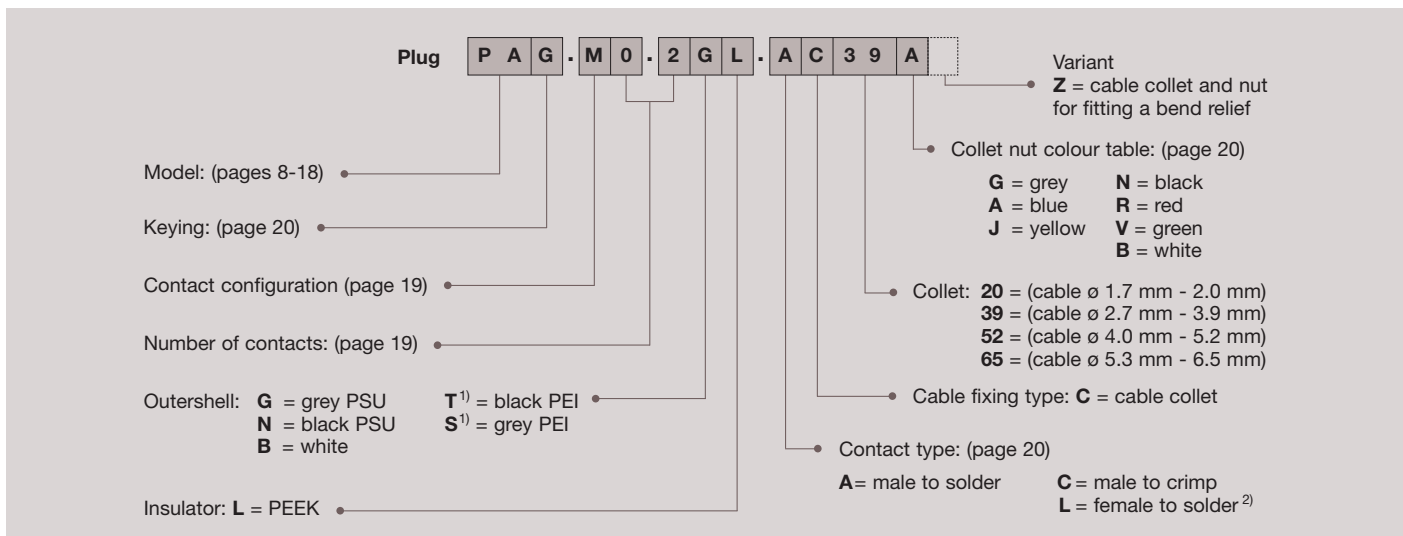 Plug PAG.M0.2GL.AC39A
Variant
Z = cable collet and nut
for fitting a bend relief
Collet nut colour table: (page 20)
G = grey N = black
A = blue R = red
J = yellow V = green
B = white
Model: (pages 8-18)
Keying: (page 20)
Contact configuration (page 19)
Number of contacts: (page 19)
Collet: 20 = (cable ø 1.7 mm - 2.0 mm)
39 = (cable ø 2.7 mm - 3.9 mm)
52 = (cable ø 4.0 mm - 5.2 mm)
65 = (cable ø 5.3 mm - 6.5 mm)
Outershell: G = grey PSU T1) = black PEI
N = black PSU S1) = grey PEI
B = white
Cable fixing type: C = cable collet
Contact type: (page 20)
A= male to solder C = male to crimp
L = female to solder 2)
Insulator: L = PEEK